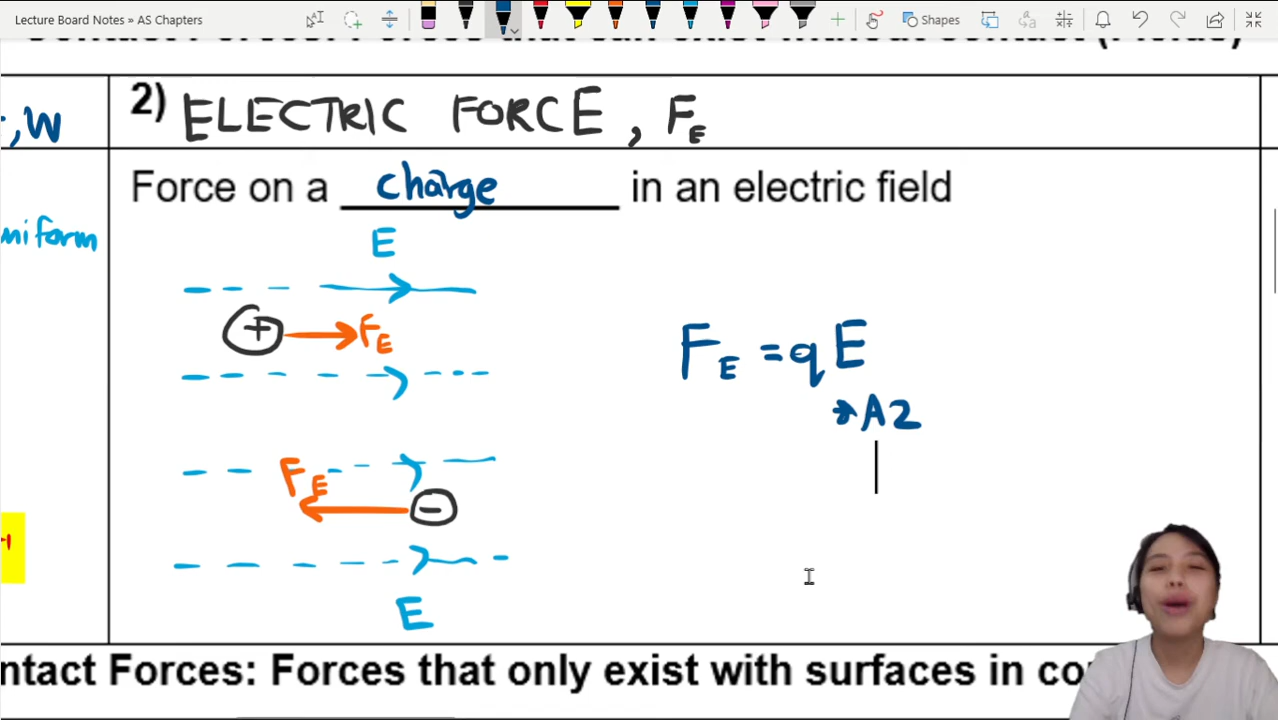 Lecture Board Notes » AS Chapters
Shapes
2) ELECTRIC FORCE, FE
, W
Force on a charge in an electric field
niform
E
FE
+
FE = qE
*A2
FE
-
E
ntact Forces: Forces that only exist with surfaces in co